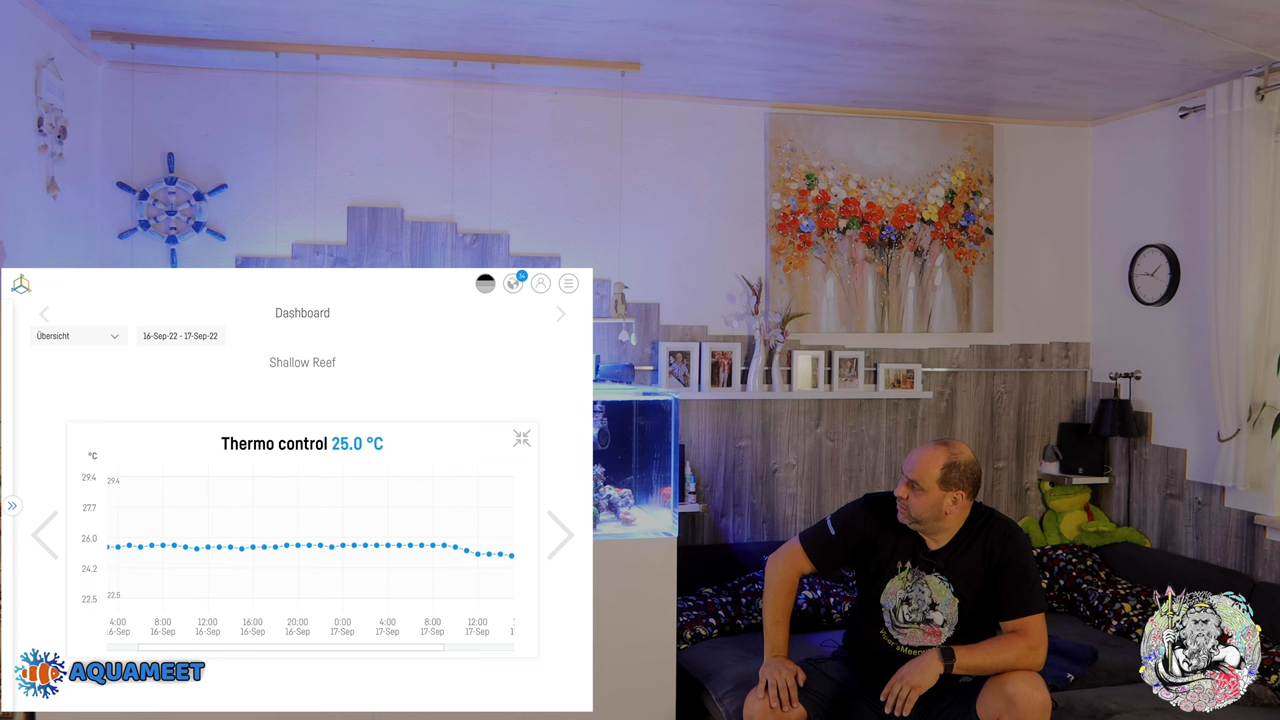 34
Dashboard
Übersicht
16-Sep-22 - 17-Sep-22
Shallow Reef
Thermo control 25.0 °C
°C
29.4
29.4
27.7
26.0
24.2
22.5
22.5
4:00 8:00 12:00 16:00 20:00 0:00 4:00 8:00 12:00
16-Sep 16-Sep 16-Sep 16-Sep 16-Sep 17-Sep 17-Sep 17-Sep 17-Sep
AQUAMEET